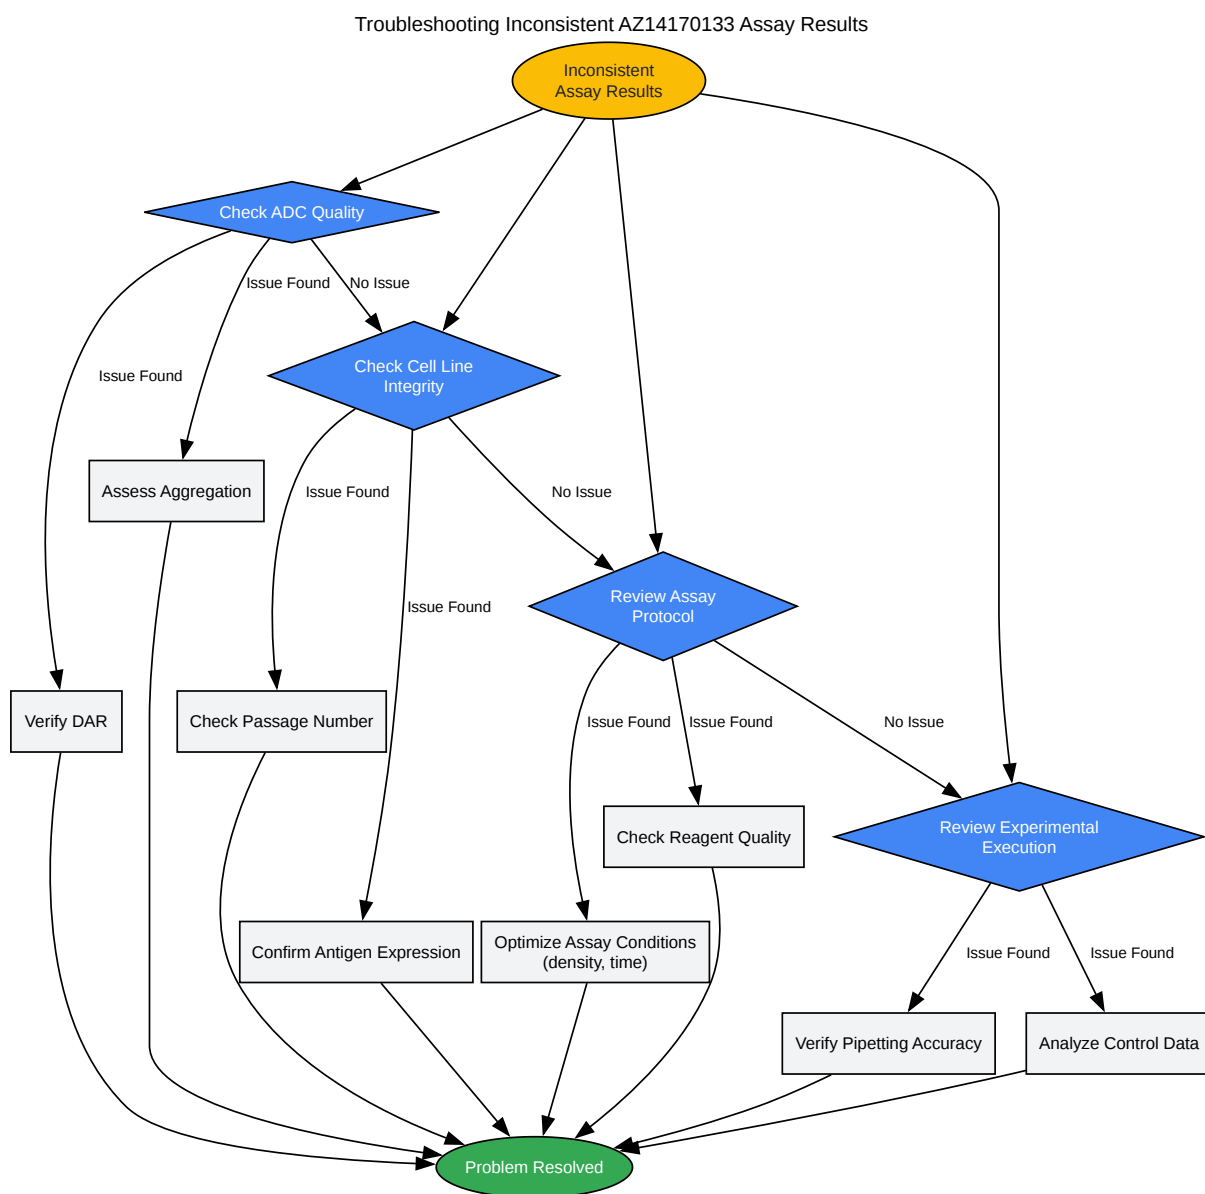 Troubleshooting Inconsistent AZ14170133 Assay Results
Inconsistent
Assay Results
Check ADC Quality
Issue Found
No Issue
Issue Found
Check Cell Line
Integrity
Assess Aggregation
Issue Found
No Issue
Issue Found
Review Assay
Protocol
Verify DAR
Check Passage Number
Issue Found
Issue Found
No Issue
Check Reagent Quality
Review Experimental
Execution
Confirm Antigen Expression
Optimize Assay Conditions
(density, time)
Issue Found
Issue Found
Verify Pipetting Accuracy
Analyze Control Data
Problem Resolved